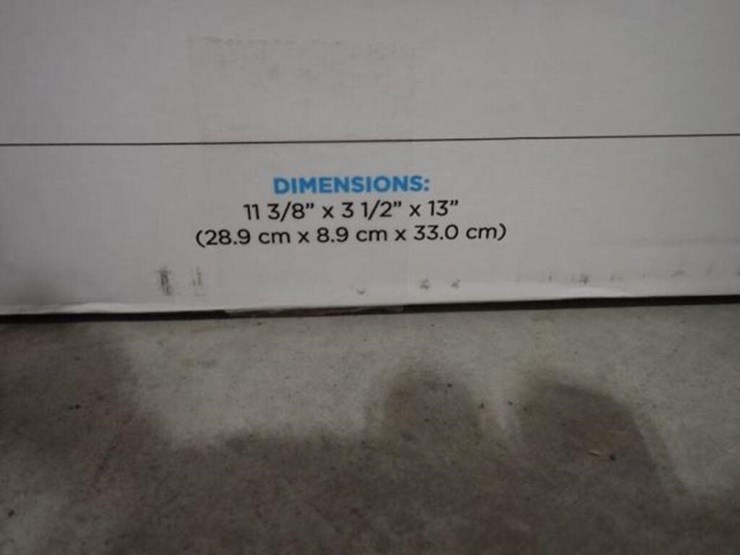 DIMENSIONS:
11 3/8” x 3 1/2” x 13”
(28.9 cm x 8.9 cm x 33.0 cm)